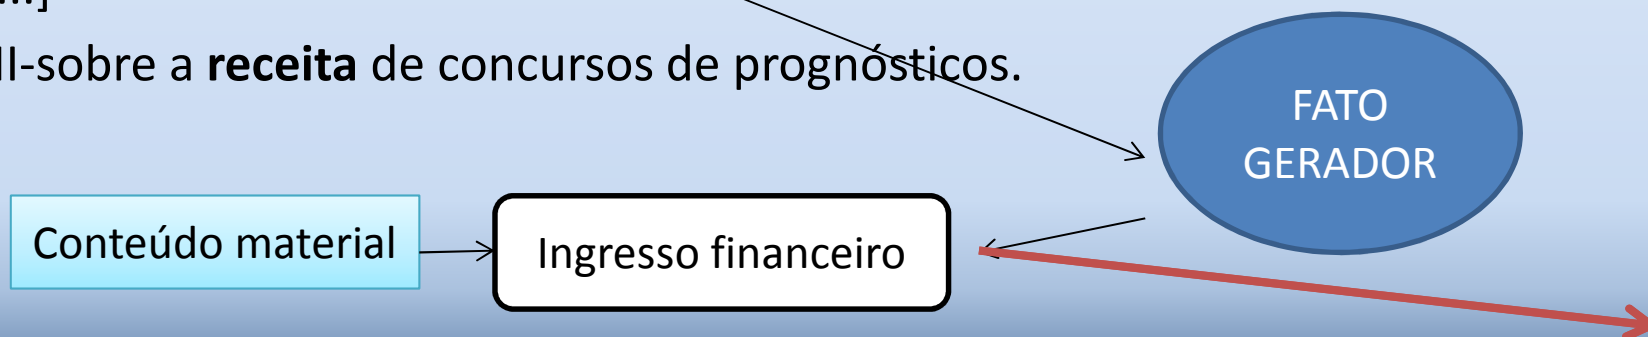 ...]
II-sobre a receita de concursos de prognósticos.
FATO
GERADOR
Conteúdo material
Ingresso financeiro